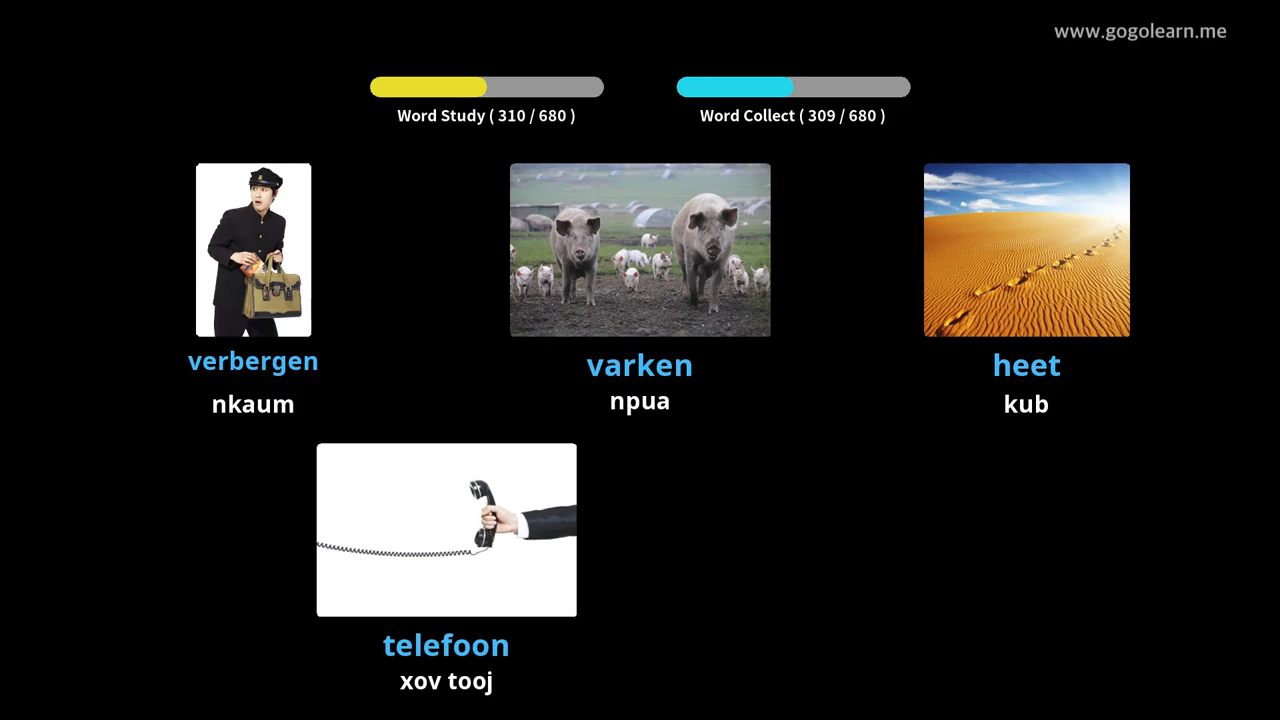 www.gogolearn.me
Word Study ( 310 / 680 )
Word Collect ( 309 / 680 )
verbergen
nkaum
varken
npua
heet
kub
telefoon
xov tooj